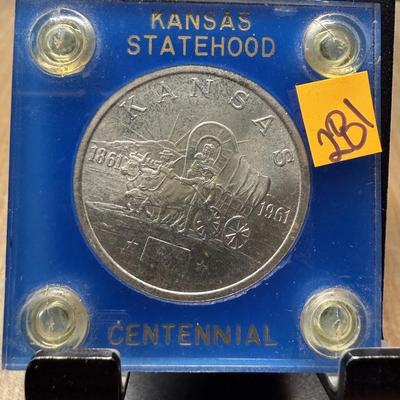 KANSAS
STATEHOOD
2B1
KANSAS
1861
1961
CENTENNIAL